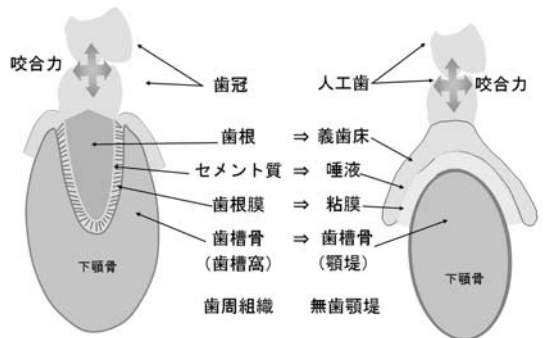 咬合力
歯冠
人工歯
咬合力
歯根 ⇒ 義歯床
セメント質 ⇒ 唾液
歯根膜 ⇒ 粘膜
歯槽骨 ⇒ 歯槽骨
(歯槽窩) (顎堤)
下顎骨
下顎骨
歯周組織 無歯顎堤